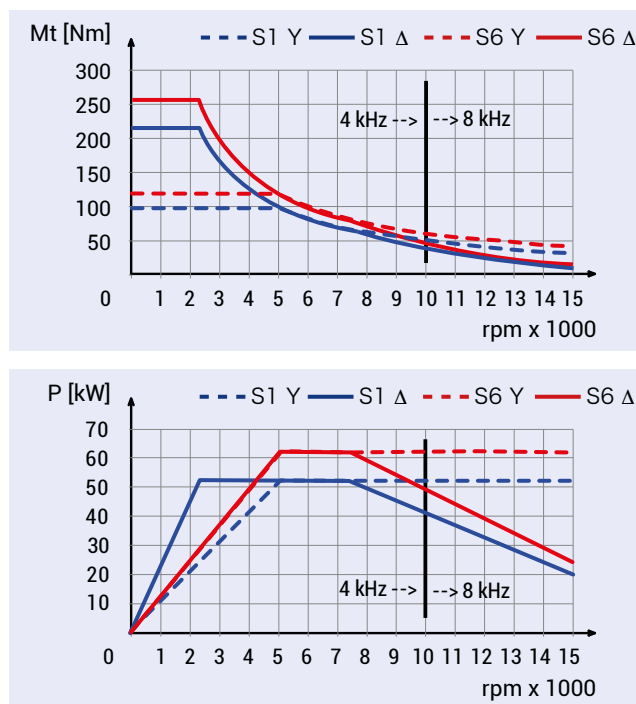 Mt [Nm] S1 Y S1 Δ S6 Y S6 Δ
300
250
200
150
100
50
4 kHz --> --> 8 kHz
0 1 2 3 4 5 6 7 8 9 10 11 12 13 14 15
rpm x 1000
P [kW] S1 Y S1 Δ S6 Y S6 Δ
70
60
50
40
30
20
10
4 kHz --> --> 8 kHz
0 1 2 3 4 5 6 7 8 9 10 11 12 13 14 15
rpm x 1000